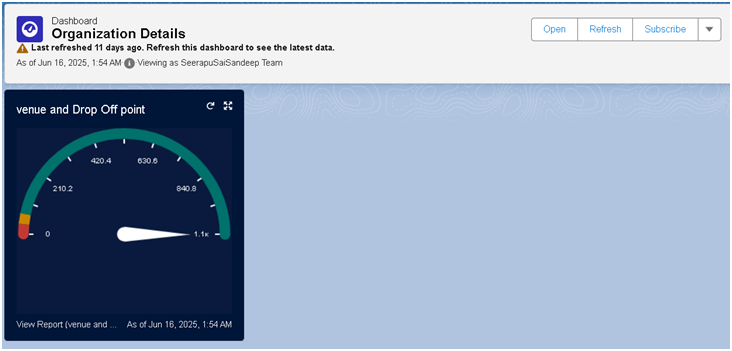 Dashboard
Organization Details
Last refreshed 11 days ago. Refresh this dashboard to see the latest data.
As of Jun 16, 2025, 1:54 AM·Viewing as SeerapuSaiSandeep Team
Open
Refresh
Subscribe
venue and Drop Off point
420.4
630.6
210.2
840.8
0
1.1K
View Report (venue and ...
As of Jun 16, 2025, 1:54 AM